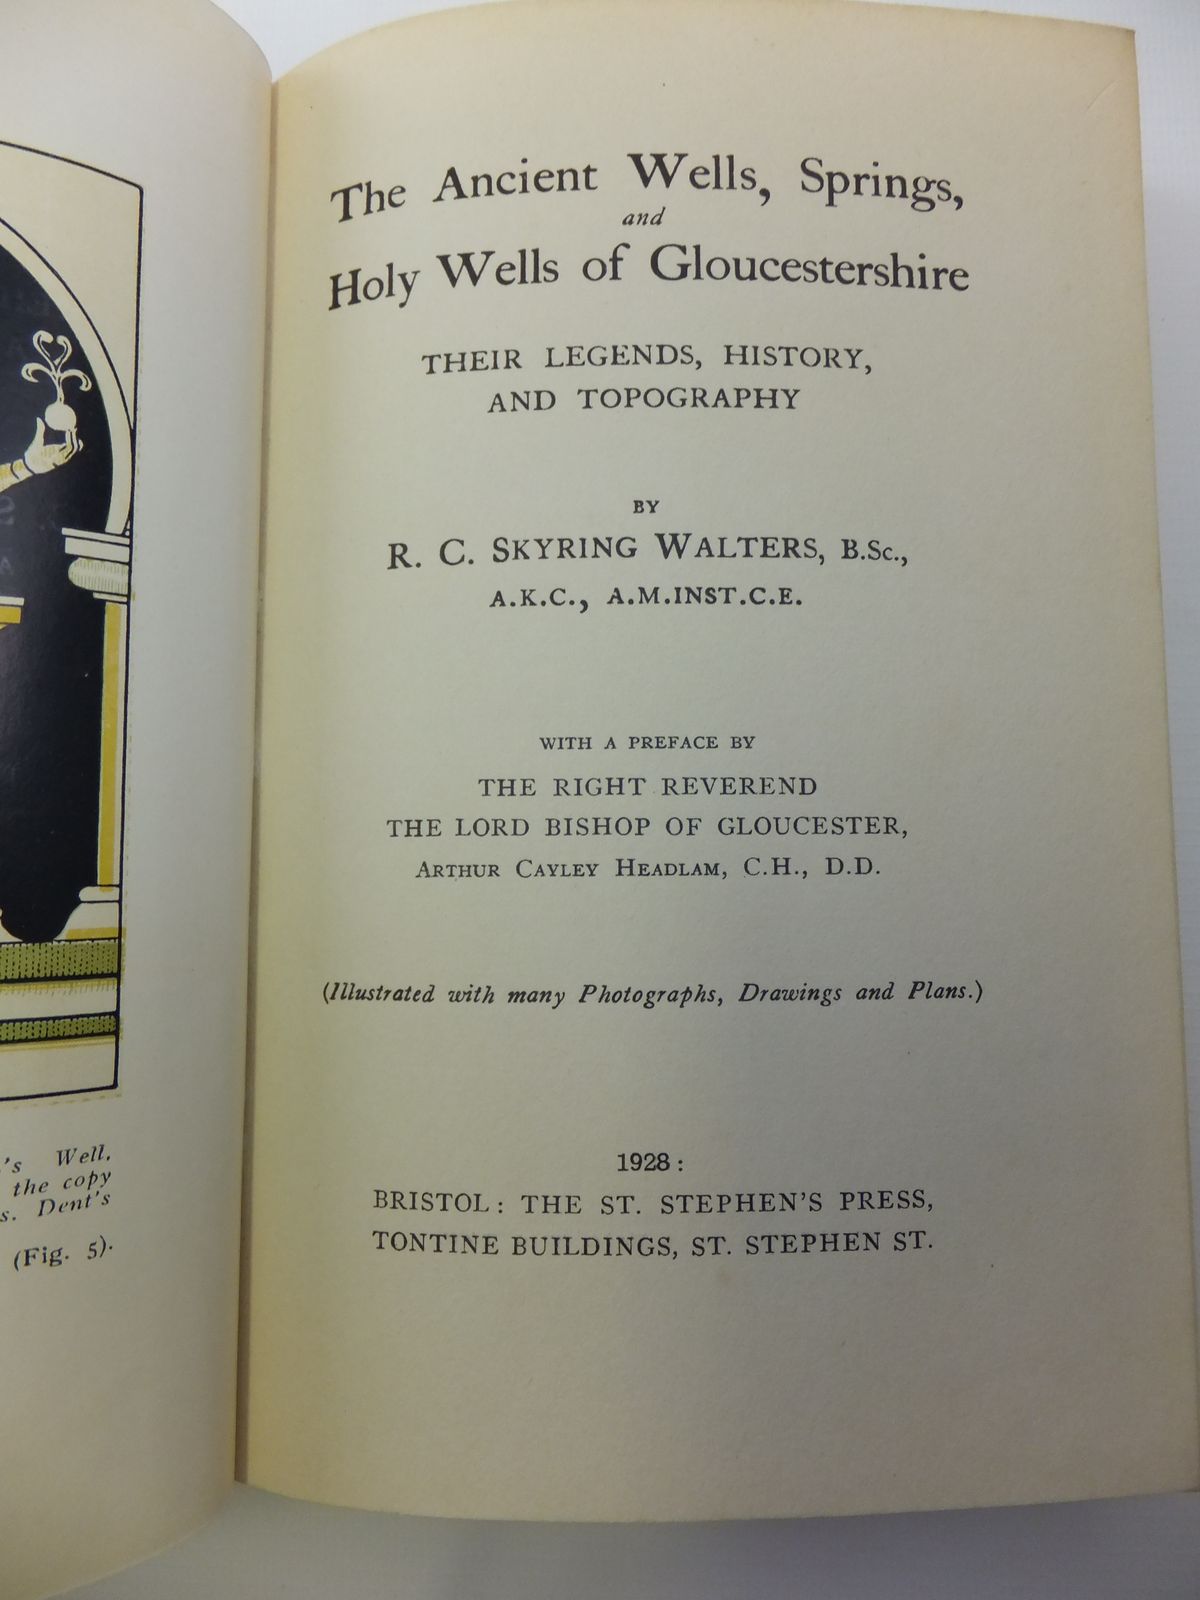 's Well,
the copy
s. Dent's
(Fig. 5).
The Ancient Wells, Springs,
and
Holy Wells of Gloucestershire
THEIR LEGENDS, HISTORY,
AND TOPOGRAPHY
BY
R. C. SKYRING WALTERS, B.Sc.,
A.K.C., A.M.INST.C.E.
WITH A PREFACE BY
THE RIGHT REVEREND
THE LORD BISHOP OF GLOUCESTER,
ARTHUR CAYLEY HEADLAM, C.H., D.D.
(Illustrated with many Photographs, Drawings and Plans.)
1928:
BRISTOL: THE ST. STEPHEN'S PRESS,
TONTINE BUILDINGS, ST. STEPHEN ST.